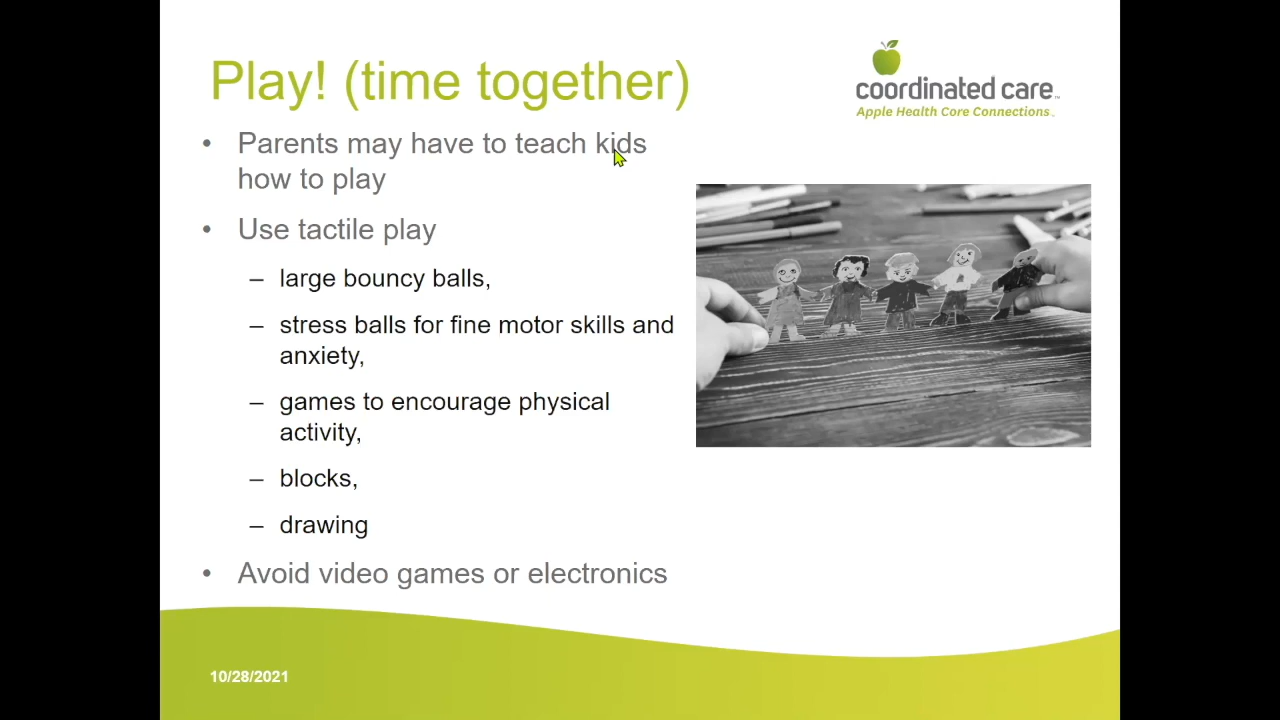 Play! (time together)
coordinated care™
Apple Health Core Connections™
• Parents may have to teach kids
how to play
• Use tactile play
– large bouncy balls,
– stress balls for fine motor skills and
anxiety,
– games to encourage physical
activity,
– blocks,
– drawing
• Avoid video games or electronics
10/28/2021